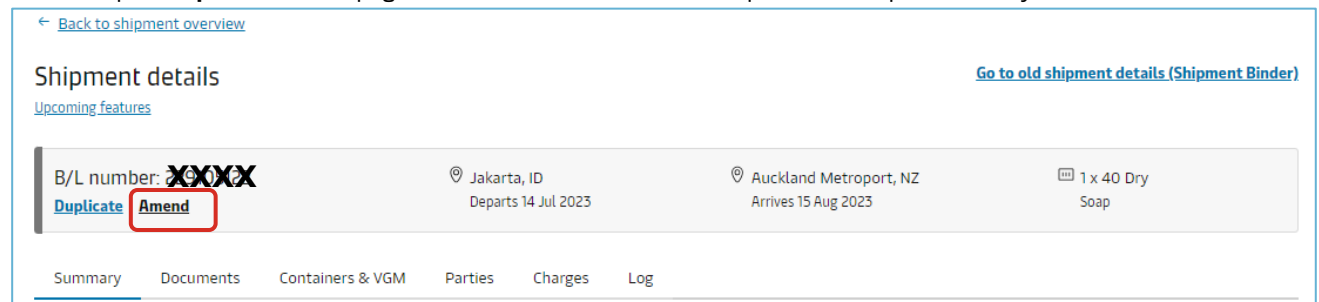 ← Back to shipment overview
Shipment details
Go to old shipment details (Shipment Binder)
Upcoming features
B/L number: XXXX
Duplicate Amend
Jakarta, ID
Departs 14 Jul 2023
Auckland Metroport, NZ
Arrives 15 Aug 2023
1 x 40 Dry
Soap
Summary Documents Containers & VGM Parties Charges Log